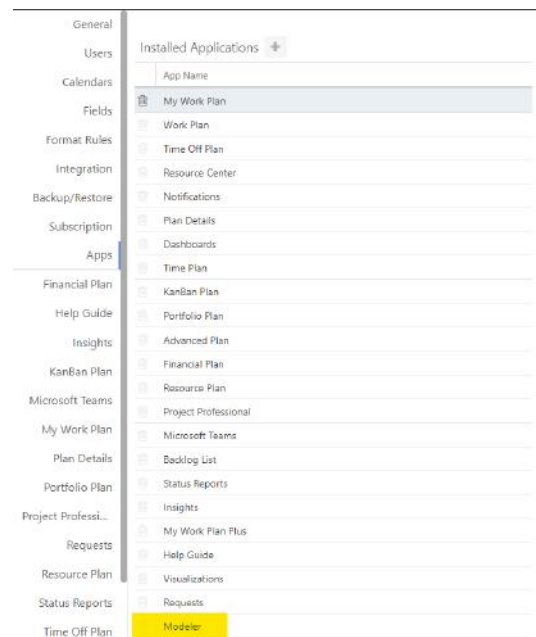 General
Users
Calendars
Fields
Format Rules
Integration
Backup/Restore
Subscription
Apps
Financial Plan
Help Guide
Insights
KanBan Plan
Microsoft Teams
My Work Plan
Plan Details
Portfolio Plan
Project Professi...
Requests
Resource Plan
Status Reports
Time Off Plan
Installed Applications +
App Name
My Work Plan
Work Plan
Time Off Plan
Resource Center
Notifications
Plan Details
Dashboards
Time Plan
KanBan Plan
Portfolio Plan
Advanced Plan
Financial Plan
Resource Plan
Project Professional
Microsoft Teams
Backlog List
Status Reports
Insights
My Work Plan Plus
Help Guide
Visualizations
Requests
Modeler